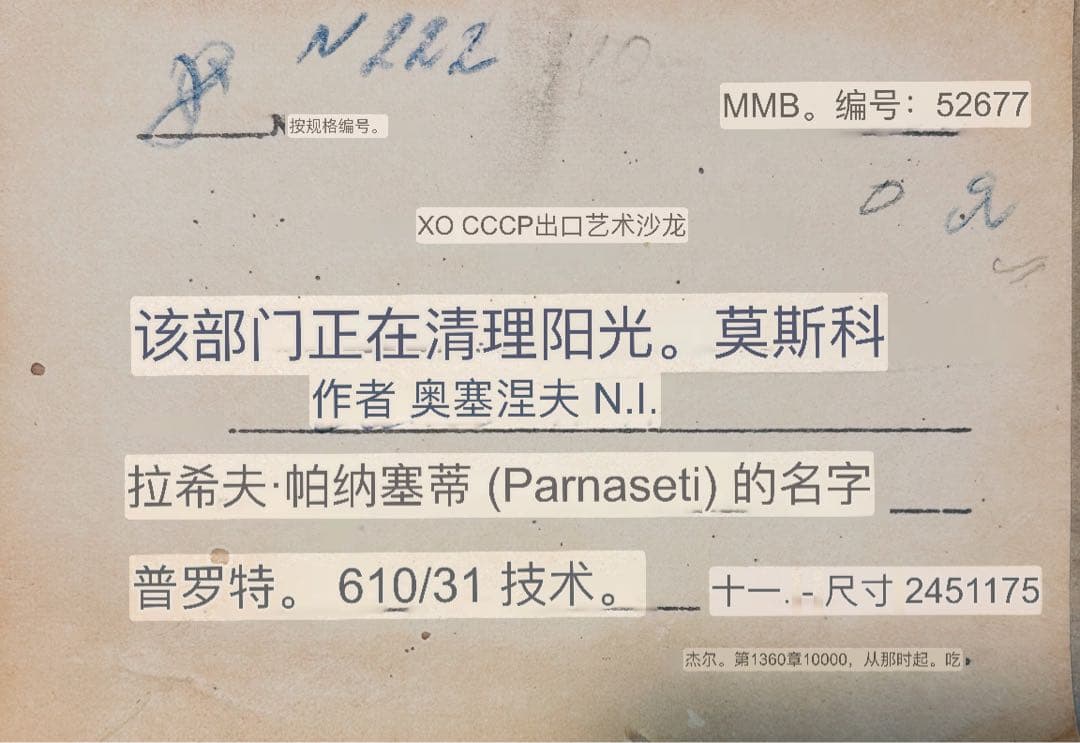 N 222
№ 按规格编号。
MMB。编号：52677
XO CCCP出口艺术沙龙
该部门正在清理阳光。莫斯科
作者 奥塞涅夫 N.I.
拉希夫·帕纳塞蒂 (Parnaseti) 的名字
普罗特。 610/31 技术。
十一. - 尺寸 2451175
杰尔。第1360章10000，从那时起。吃